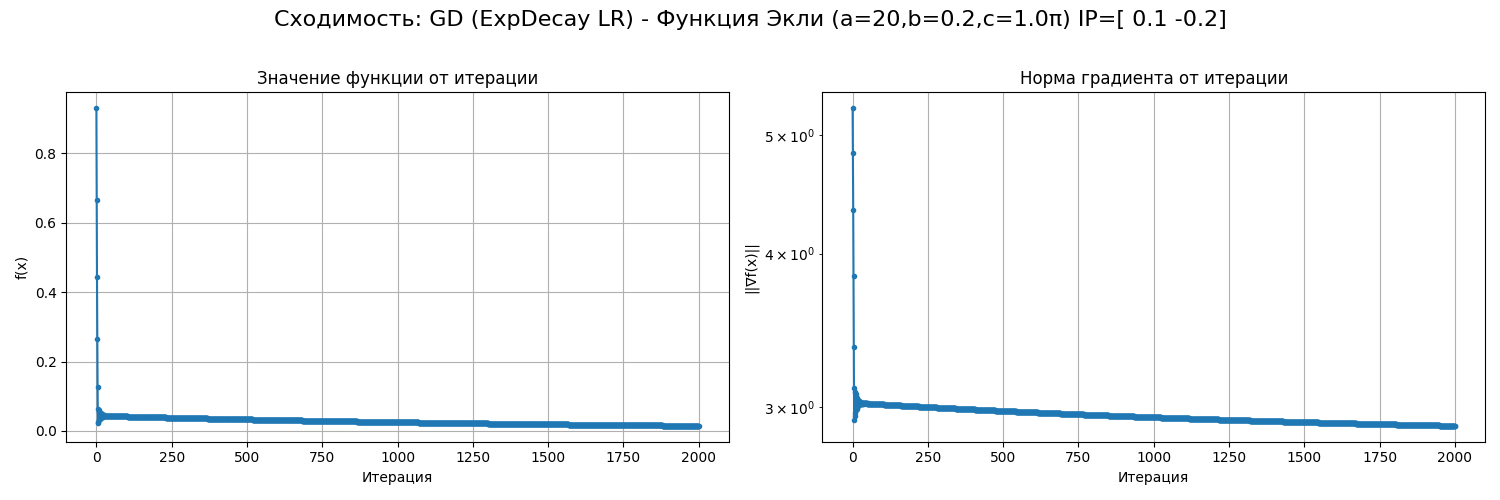 Сходимость: GD (ExpDecay LR) - Функция Экли (a=20,b=0.2,c=1.0π) IP=[ 0.1 -0.2]
Значение функции от итерации
f(x)
0.8
0.6
0.4
0.2
0.0
0 250 500 750 1000 1250 1500 1750 2000
Итерация
Норма градиента от итерации
||∇f(x)||
5 × 10⁰
4 × 10⁰
3 × 10⁰
0 250 500 750 1000 1250 1500 1750 2000
Итерация